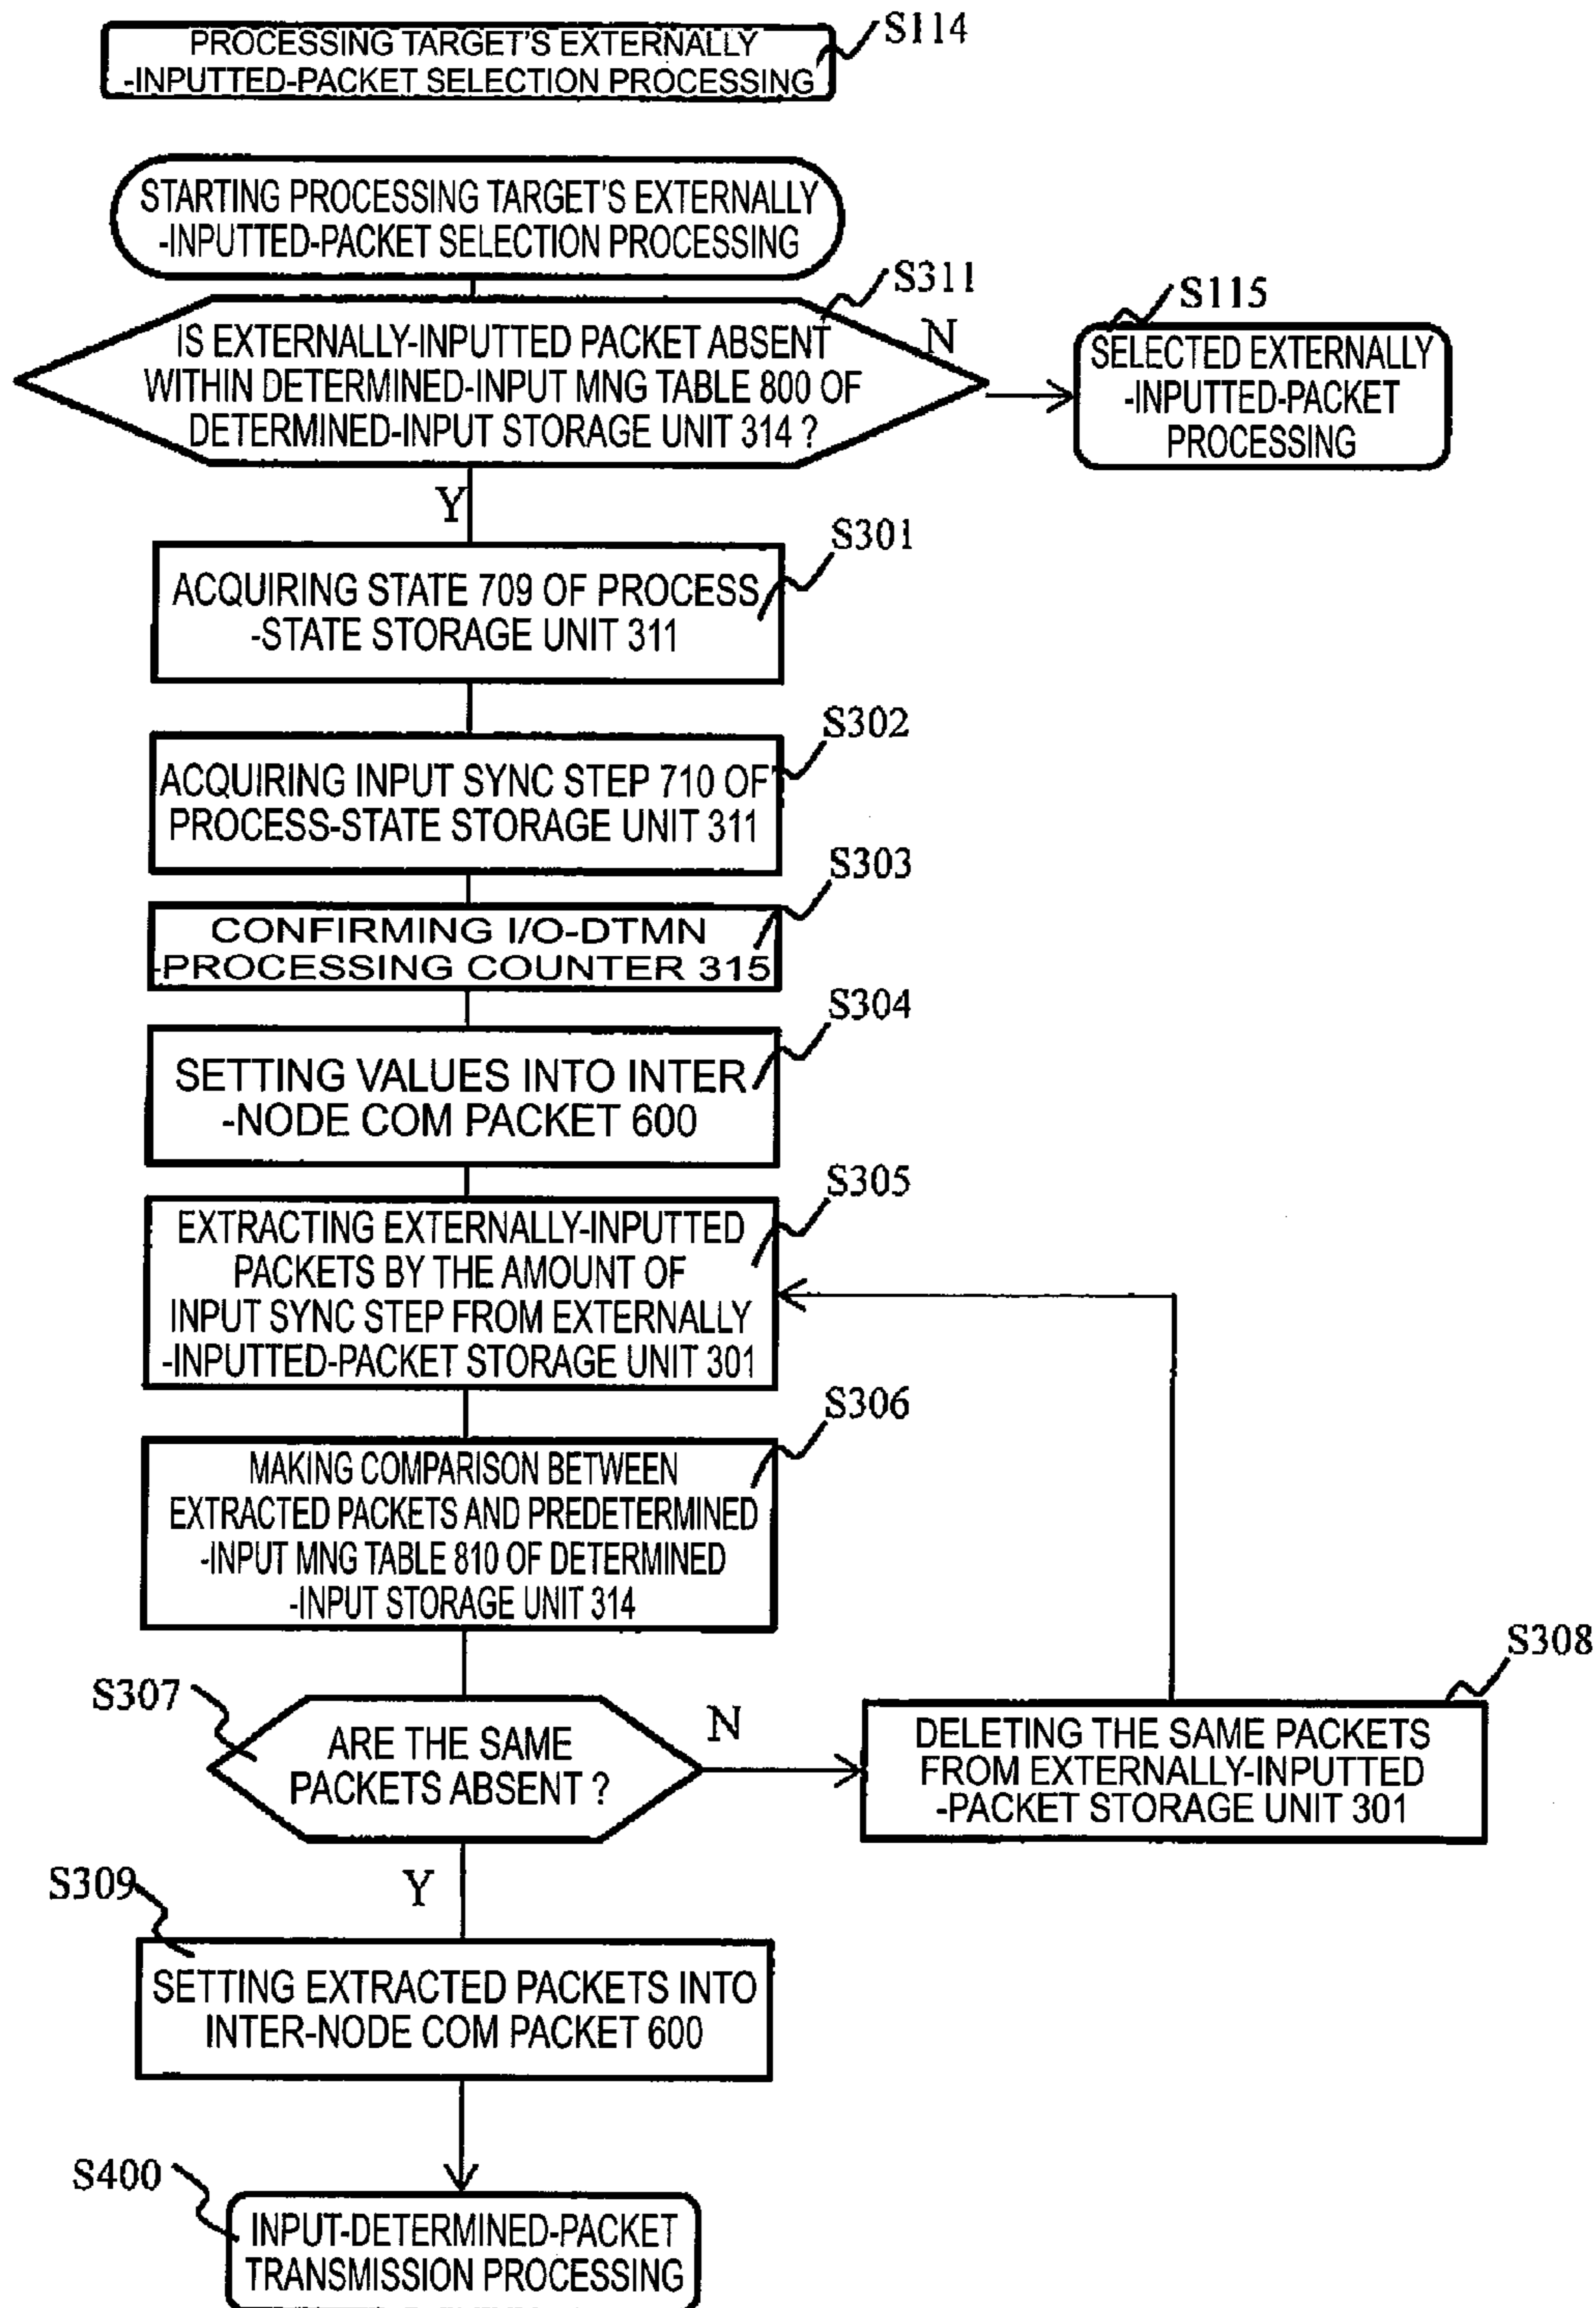 S114
PROCESSING TARGET'S EXTERNALLY
-INPUTTED-PACKET SELECTION PROCESSING
STARTING PROCESSING TARGET'S EXTERNALLY
-INPUTTED-PACKET SELECTION PROCESSING
S311
IS EXTERNALLY-INPUTTED PACKET ABSENT
WITHIN DETERMINED-INPUT MNG TABLE 800 OF
DETERMINED-INPUT STORAGE UNIT 314 ?
N
S115
SELECTED EXTERNALLY
-INPUTTED-PACKET
PROCESSING
Y
S301
ACQUIRING STATE 709 OF PROCESS
-STATE STORAGE UNIT 311
S302
ACQUIRING INPUT SYNC STEP 710 OF
PROCESS-STATE STORAGE UNIT 311
S303
CONFIRMING I/O-DTMN
-PROCESSING COUNTER 315
S304
SETTING VALUES INTO INTER
-NODE COM PACKET 600
S305
EXTRACTING EXTERNALLY-INPUTTED
PACKETS BY THE AMOUNT OF
INPUT SYNC STEP FROM EXTERNALLY
-INPUTTED-PACKET STORAGE UNIT 301
S306
MAKING COMPARISON BETWEEN
EXTRACTED PACKETS AND PREDETERMINED
-INPUT MNG TABLE 810 OF DETERMINED
-INPUT STORAGE UNIT 314
S307
ARE THE SAME
PACKETS ABSENT ?
N
S308
DELETING THE SAME PACKETS
FROM EXTERNALLY-INPUTTED
-PACKET STORAGE UNIT 301
Y
S309
SETTING EXTRACTED PACKETS INTO
INTER-NODE COM PACKET 600
S400
INPUT-DETERMINED-PACKET
TRANSMISSION PROCESSING